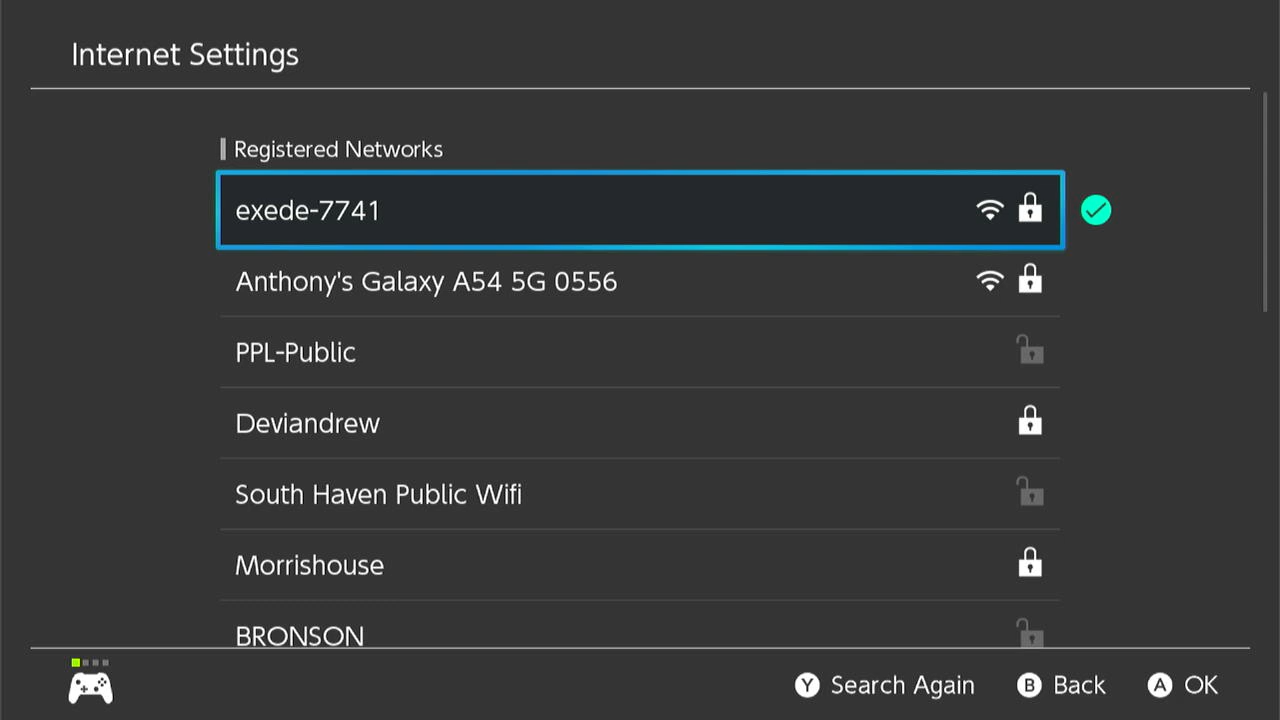 Internet Settings
Registered Networks
exede-7741
Anthony's Galaxy A54 5G 0556
PPL-Public
Deviandrew
South Haven Public Wifi
Morrishouse
BRONSON
Y Search Again B Back A OK